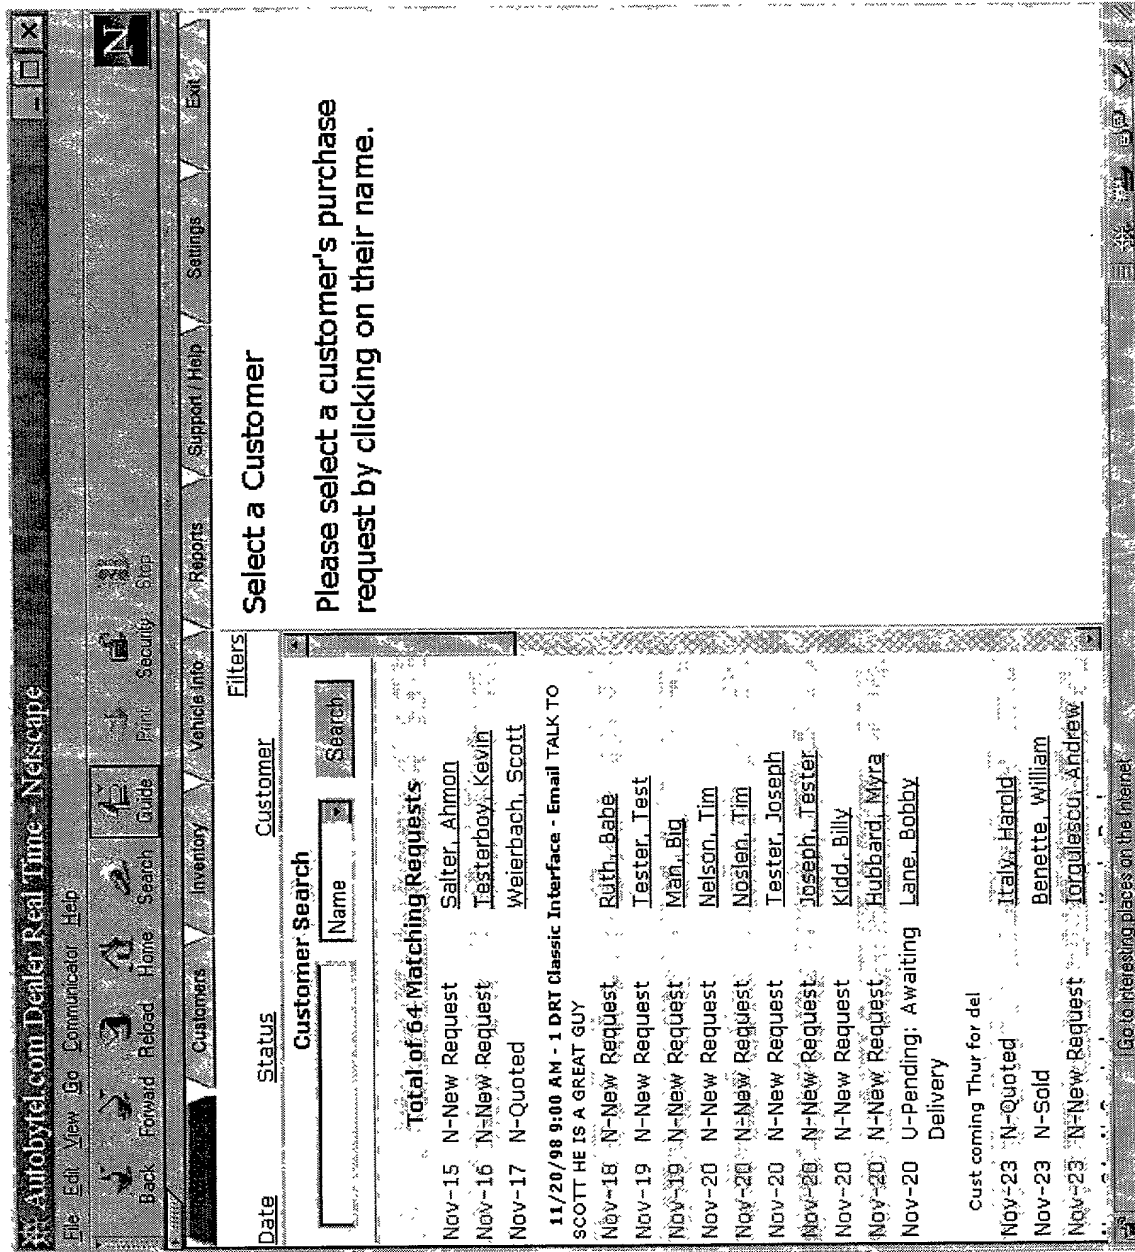 Autobytel.com Dealer Real Time - Netscape
File Edit View Go Communicator Help
Back Forward Reload Home Search Guide Print Security Stop
N
Customers Inventory Vehicle Info Reports Support / Help Settings Exit
Date Status Customer Filters
Customer Search
Name Search
Total of 64 Matching Requests
Nov-15 N-New Request Salter, Ahmon
Nov-16 N-New Request Testerboy, Kevin
Nov-17 N-Quoted Weierbach, Scott
11/20/98 9:00 AM - 1 DRT Classic Interface - Email TALK TO
SCOTT HE IS A GREAT GUY
Nov-18 N-New Request Ruth, Babe
Nov-19 N-New Request Tester, Test
Nov-19 N-New Request Man, Big
Nov-20 N-New Request Nelson, Tim
Nov-20 N-New Request Noslen, Tim
Nov-20 N-New Request Tester, Joseph
Nov-20 N-New Request Joseph, Tester
Nov-20 N-New Request Kidd, Billy
Nov-20 N-New Request Hubbard, Myra
Nov-20 U-Pending: Awaiting Lane, Bobby
Delivery
Cust coming Thur for del
Nov-23 N-Quoted Italy, Harold
Nov-23 N-Sold Benette, William
Nov-23 N-New Request Iorgulescu, Andrew
Select a Customer
Please select a customer's purchase
request by clicking on their name.
Go to interesting places on the Internet